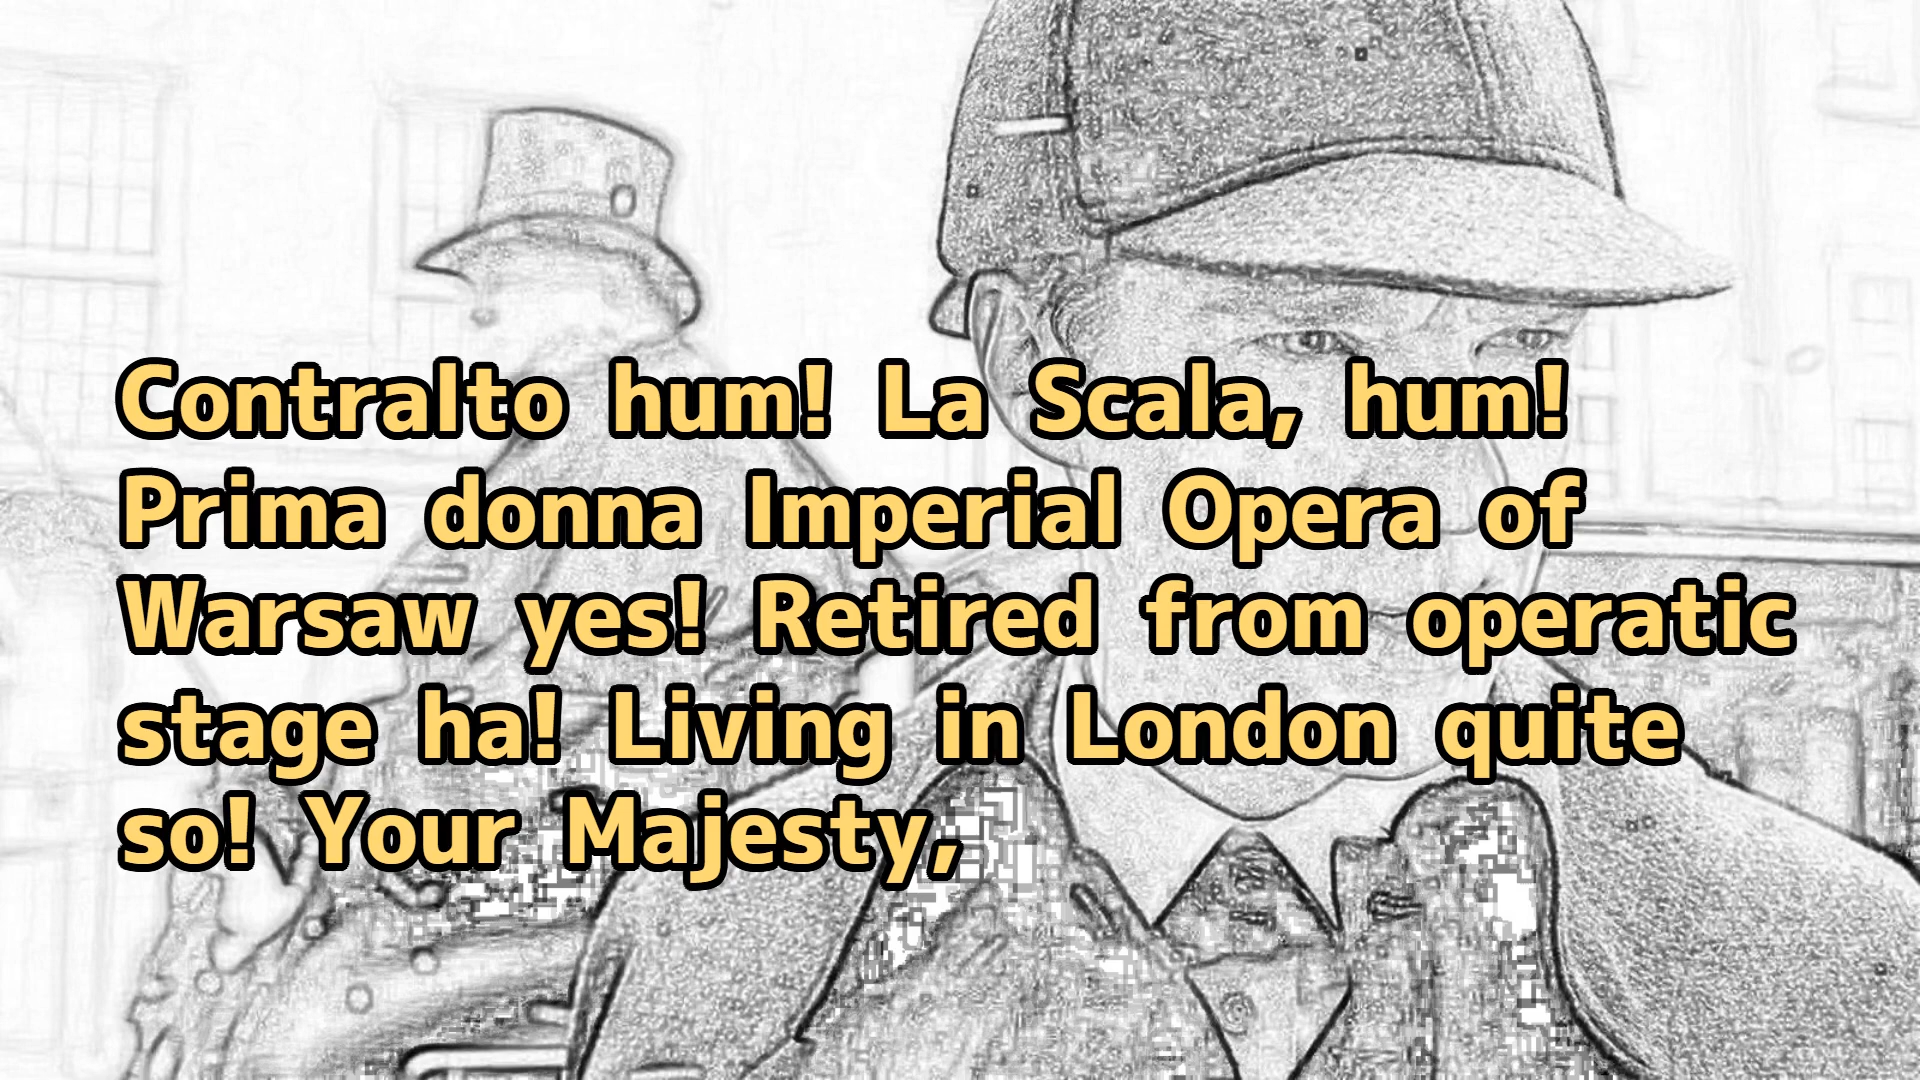 Contralto hum! La Scala, hum!
Prima donna Imperial Opera of
Warsaw yes! Retired from operatic
stage ha! Living in London quite
so! Your Majesty,